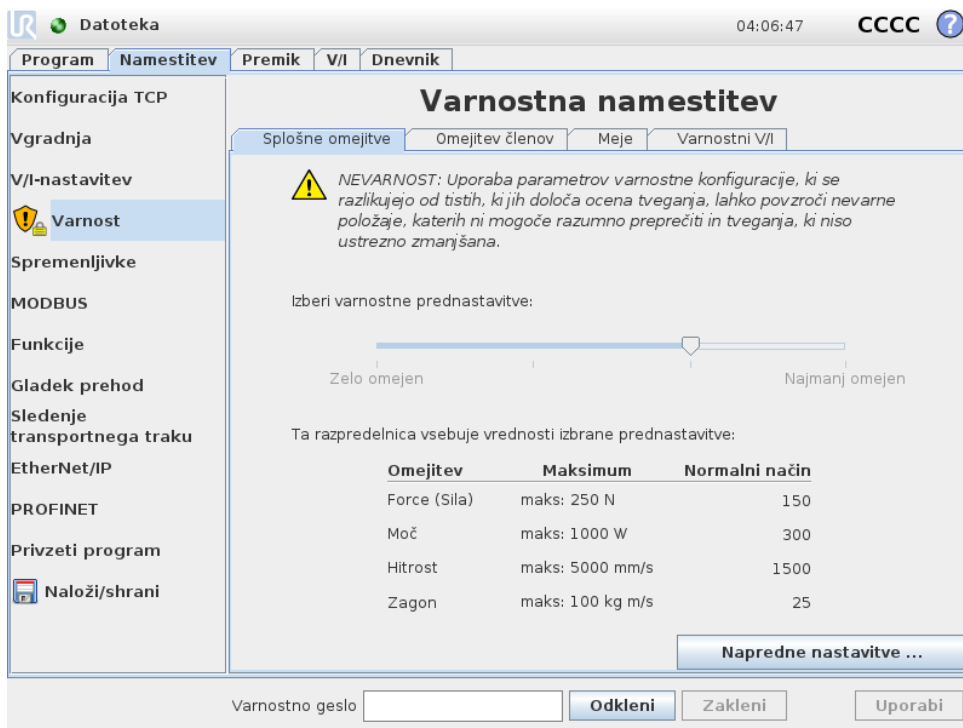 UR Datoteka 04:06:47 CCCC ?
Program Namestitev Premik V/I Dnevnik
Konfiguracija TCP
Vgradnja
V/I-nastavitev
Varnost
Spremenljivke
MODBUS
Funkcije
Gladek prehod
Sledenje
transportnega traku
EtherNet/IP
PROFINET
Privzeti program
Naloži/shrani
Varnostna namestitev
Splošne omejitve Omejitev členov Meje Varnostni V/I
NEVARNOST: Uporaba parametrov varnostne konfiguracije, ki se
razlikujejo od tistih, ki jih določa ocena tveganja, lahko povzroči nevarne
položaje, katerih ni mogoče razumno preprečiti in tveganja, ki niso
ustrezno zmanjšana.
Izberi varnostne prednastavitve:
Zelo omejen Najmanj omejen
Ta razpredelnica vsebuje vrednosti izbrane prednastavitve:
Omejitev Maksimum Normalni način
Force (Sila) maks: 250 N 150
Moč maks: 1000 W 300
Hitrost maks: 5000 mm/s 1500
Zagon maks: 100 kg m/s 25
Napredne nastavitve ...
Varnostno geslo Odkleni Zakleni Uporabi